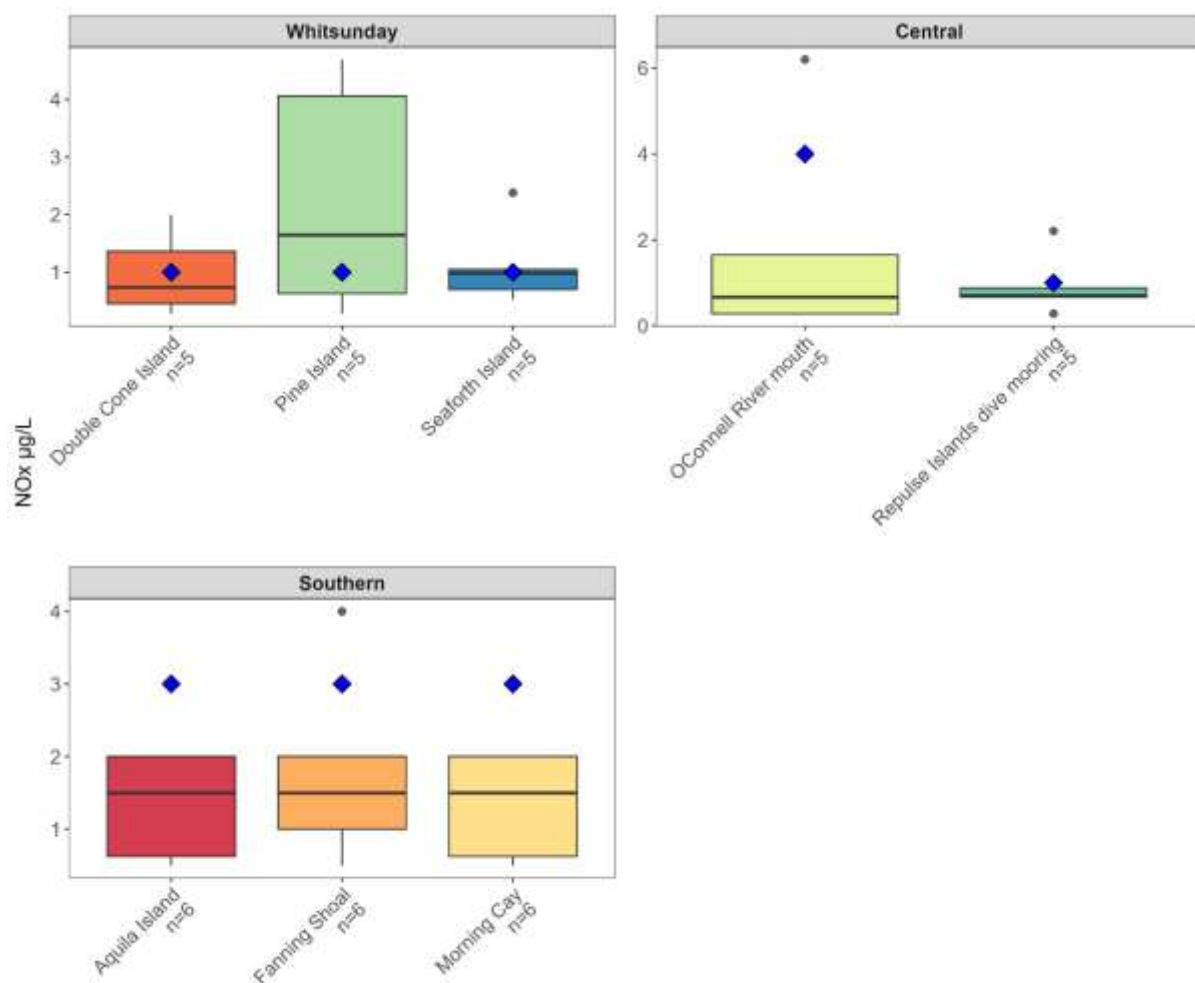 Whitsunday
4
3
2
1
Double Cone Island
n=5
Pine Island
n=5
Seaforth Island
n=5
Central
6
4
2
0
OConnell River mouth
n=5
Repulse Islands dive mooring
n=5
NOx µg/L
Southern
4
3
2
1
Aquila Island
n=6
Fanning Shoal
n=6
Morning Cay
n=6